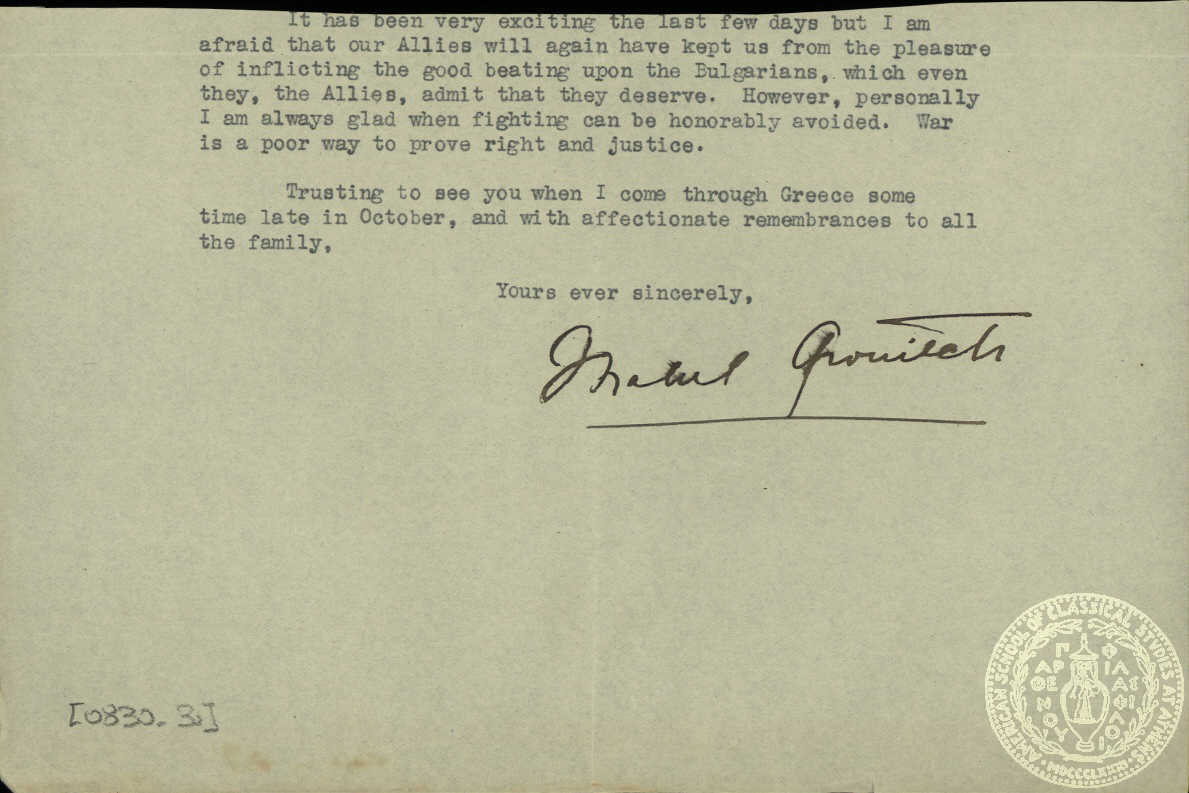 It has been very exciting the last few days but I am
afraid that our Allies will again have kept us from the pleasure
of inflicting the good beating upon the Bulgarians, which even
they, the Allies, admit that they deserve. However, personally
I am always glad when fighting can be honorably avoided. War
is a poor way to prove right and justice.
Trusting to see you when I come through Greece some
time late in October, and with affectionate remembrances to all
the family,
Yours ever sincerely,
Mabel Grouitch
[0830. 3]
AMERICAN SCHOOL OF CLASSICAL STUDIES AT ATHENS
MDCCCLXXXI